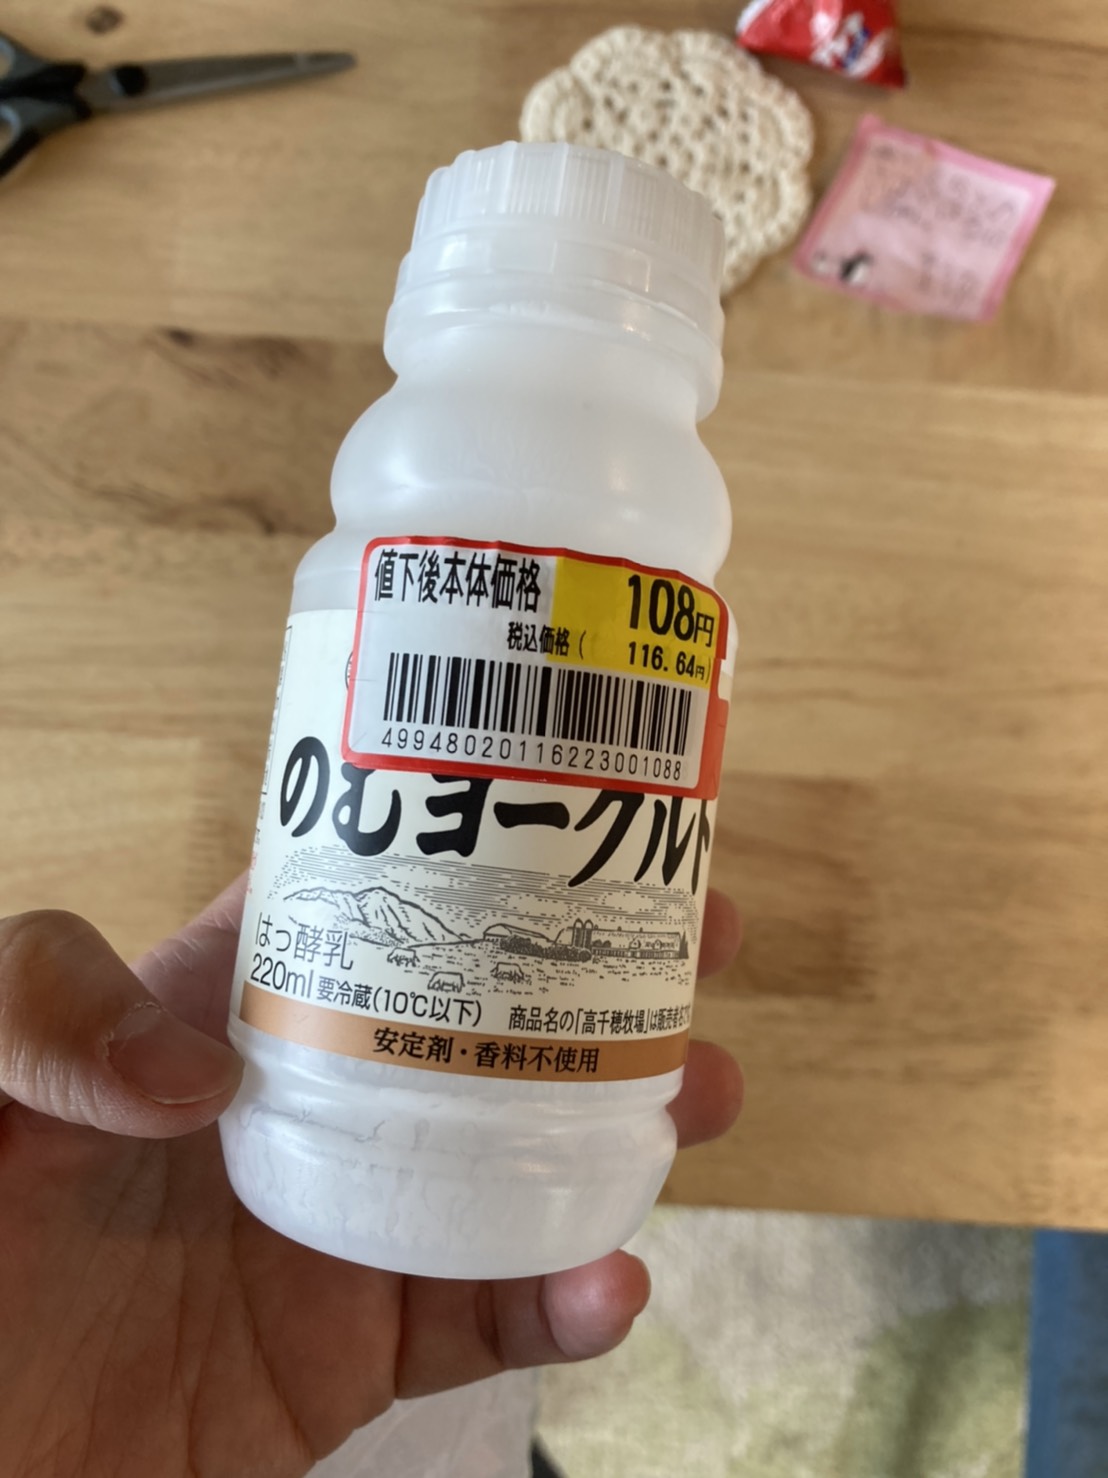 値下後本体価格 108円
税込価格( 116.64円)
49948020116223001088
のむヨーグルト
はっ酵乳
220ml 要冷蔵(10℃以下)
商品名の「高千穂牧場」は販売者
安定剤・香料不使用